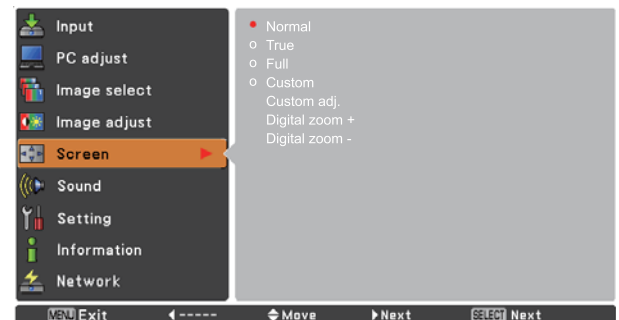 Input
PC adjust
Image select
Image adjust
Screen
Sound
Setting
Information
Network
Normal
True
Full
Custom
Custom adj.
Digital zoom +
Digital zoom -
MENU Exit ----- Move Next SELECT Next